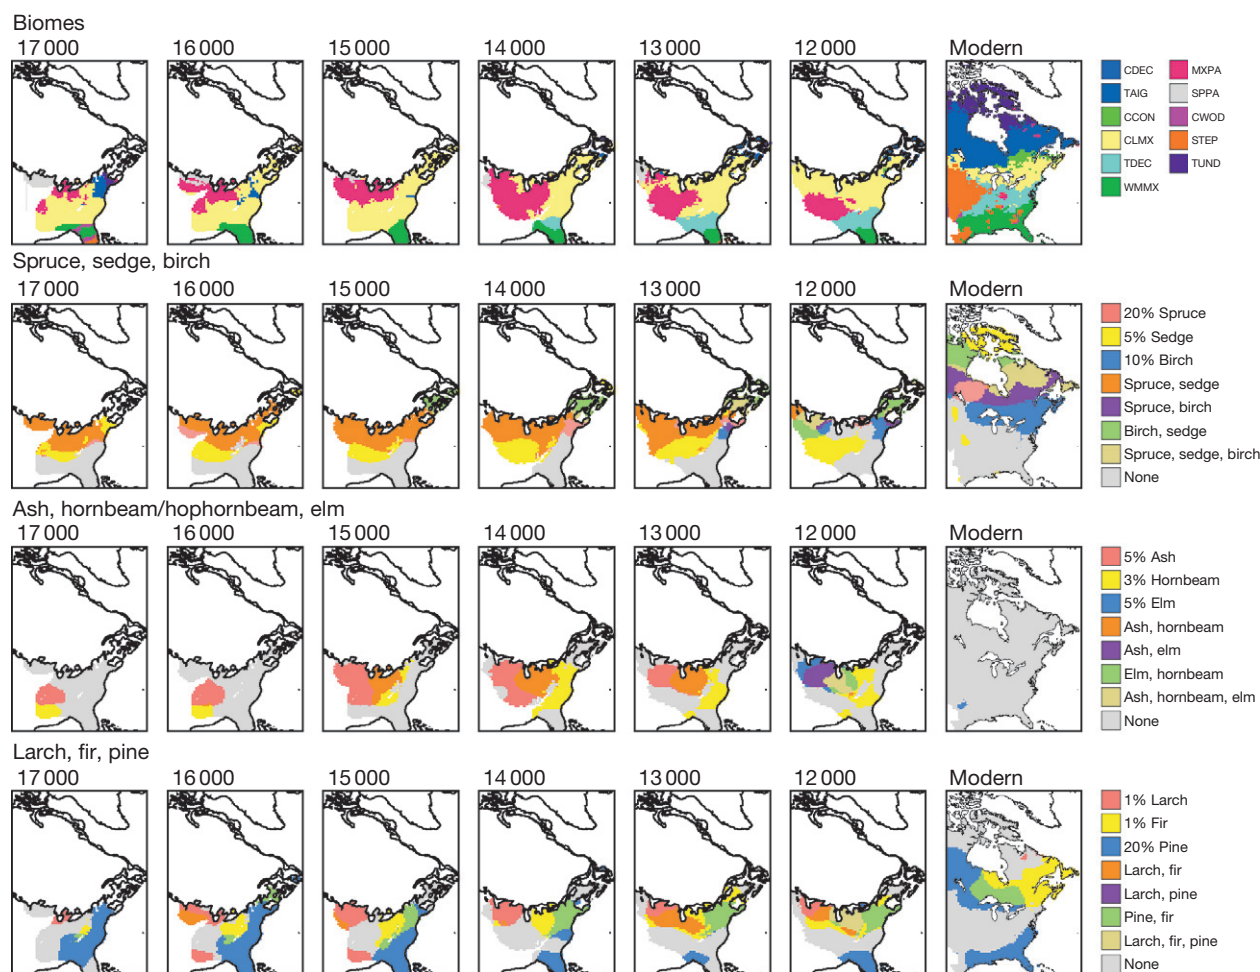 Biomes
17 000 16 000 15 000 14 000 13 000 12 000 Modern
CDEC MXPA
TAIG SPPA
CCON CWOD
CLMX STEP
TDEC TUND
WMMX
Spruce, sedge, birch
17 000 16 000 15 000 14 000 13 000 12 000 Modern
20% Spruce
5% Sedge
10% Birch
Spruce, sedge
Spruce, birch
Birch, sedge
Spruce, sedge, birch
None
Ash, hornbeam/hophornbeam, elm
17 000 16 000 15 000 14 000 13 000 12 000 Modern
5% Ash
3% Hornbeam
5% Elm
Ash, hornbeam
Ash, elm
Elm, hornbeam
Ash, hornbeam, elm
None
Larch, fir, pine
17 000 16 000 15 000 14 000 13 000 12 000 Modern
1% Larch
1% Fir
20% Pine
Larch, fir
Larch, pine
Pine, fir
Larch, fir, pine
None